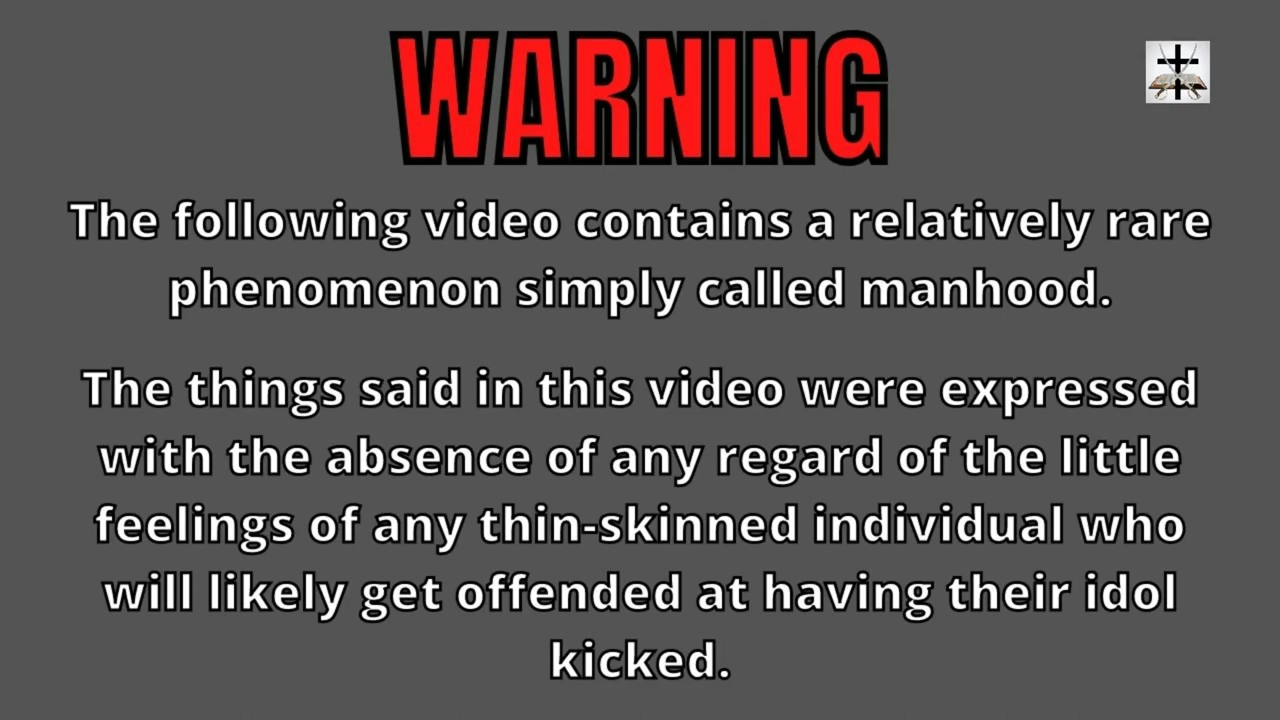 WARNING
The following video contains a relatively rare
phenomenon simply called manhood.
The things said in this video were expressed
with the absence of any regard of the little
feelings of any thin-skinned individual who
will likely get offended at having their idol
kicked.